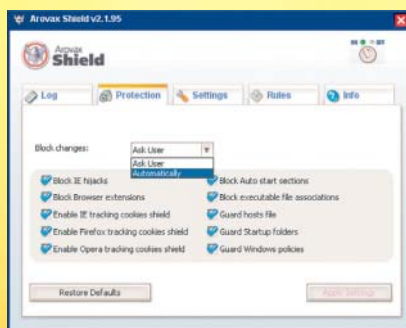 Arovax Shield v2.1.95
Arovax
Shield
Log
Protection
Settings
Rules
Info
Block changes:
Ask User
Ask User
Automatically
Block IE hijacks
Block Auto start sections
Block Browser extensions
Block executable file associations
Enable IE tracking cookies shield
Guard hosts file
Enable Firefox tracking cookies shield
Guard Startup folders
Enable Opera tracking cookies shield
Guard Windows policies
Restore Defaults
Apply Settings